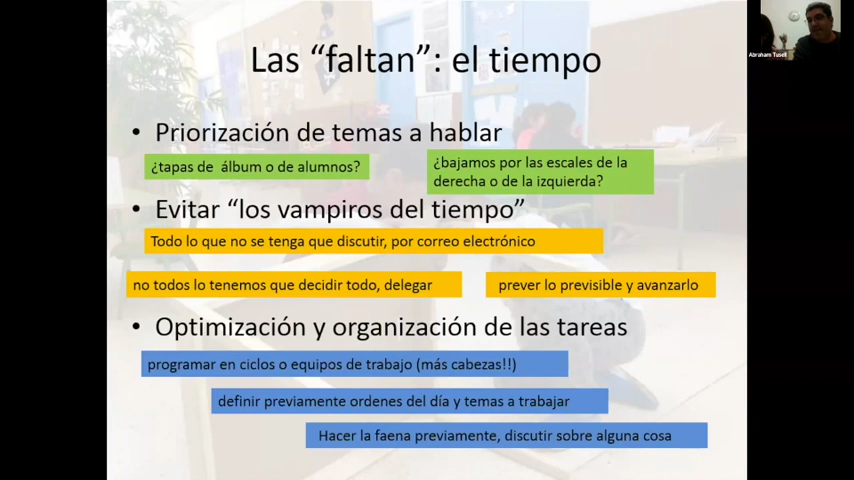 Las “faltan”: el tiempo
Abraham Tusell
• Priorización de temas a hablar
¿tapas de álbum o de alumnos?
¿bajamos por las escales de la
derecha o de la izquierda?
• Evitar “los vampiros del tiempo”
Todo lo que no se tenga que discutir, por correo electrónico
no todos lo tenemos que decidir todo, delegar
prever lo previsible y avanzarlo
• Optimización y organización de las tareas
programar en ciclos o equipos de trabajo (más cabezas!!)
definir previamente ordenes del día y temas a trabajar
Hacer la faena previamente, discutir sobre alguna cosa